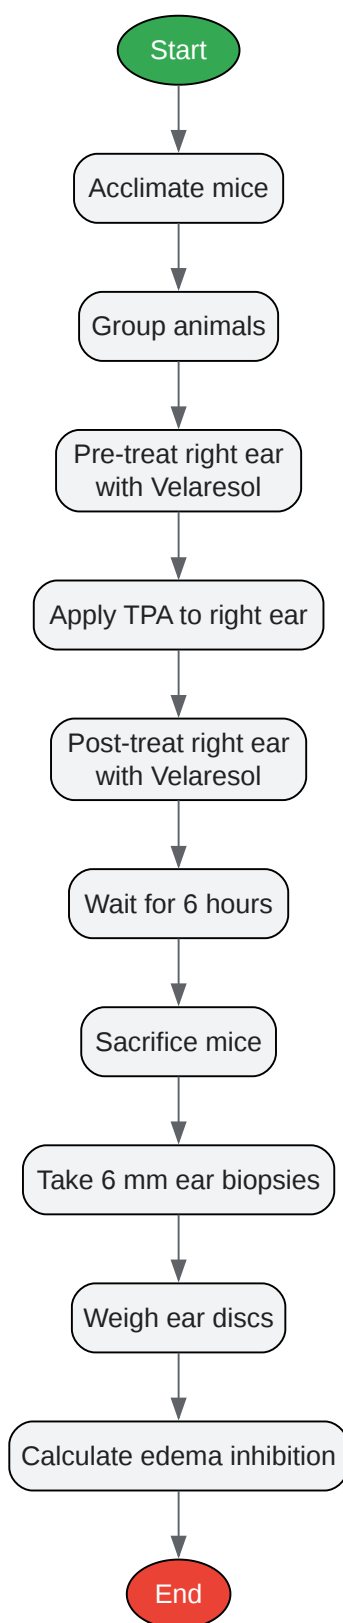 Start
Acclimate mice
Group animals
Pre-treat right ear
with Velaresol
Apply TPA to right ear
Post-treat right ear
with Velaresol
Wait for 6 hours
Sacrifice mice
Take 6 mm ear biopsies
Weigh ear discs
Calculate edema inhibition
End